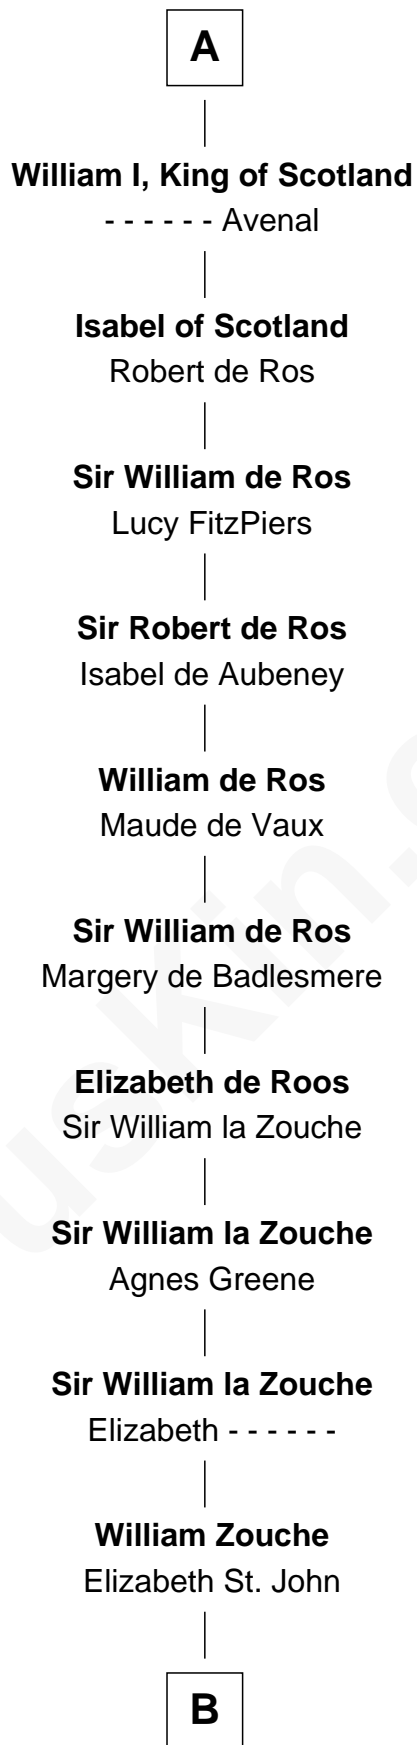 A
William I, King of Scotland
- - - - - - Avenal
Isabel of Scotland
Robert de Ros
Sir William de Ros
Lucy FitzPiers
Sir Robert de Ros
Isabel de Aubeney
William de Ros
Maude de Vaux
Sir William de Ros
Margery de Badlesmere
Elizabeth de Roos
Sir William la Zouche
Sir William la Zouche
Agnes Greene
Sir William la Zouche
Elizabeth - - - - - -
William Zouche
Elizabeth St. John
B